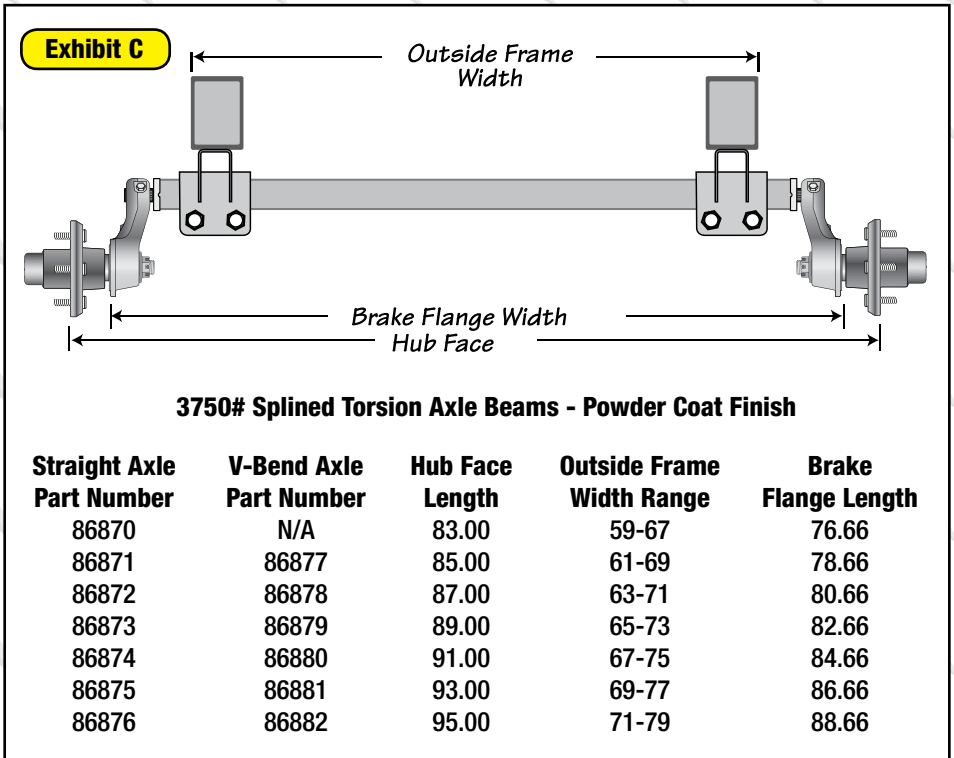 Exhibit C
Outside Frame
Width
Brake Flange Width
Hub Face
3750# Splined Torsion Axle Beams - Powder Coat Finish
Straight Axle V-Bend Axle Hub Face Outside Frame Brake
Part Number Part Number Length Width Range Flange Length
86870 N/A 83.00 59-67 76.66
86871 86877 85.00 61-69 78.66
86872 86878 87.00 63-71 80.66
86873 86879 89.00 65-73 82.66
86874 86880 91.00 67-75 84.66
86875 86881 93.00 69-77 86.66
86876 86882 95.00 71-79 88.66